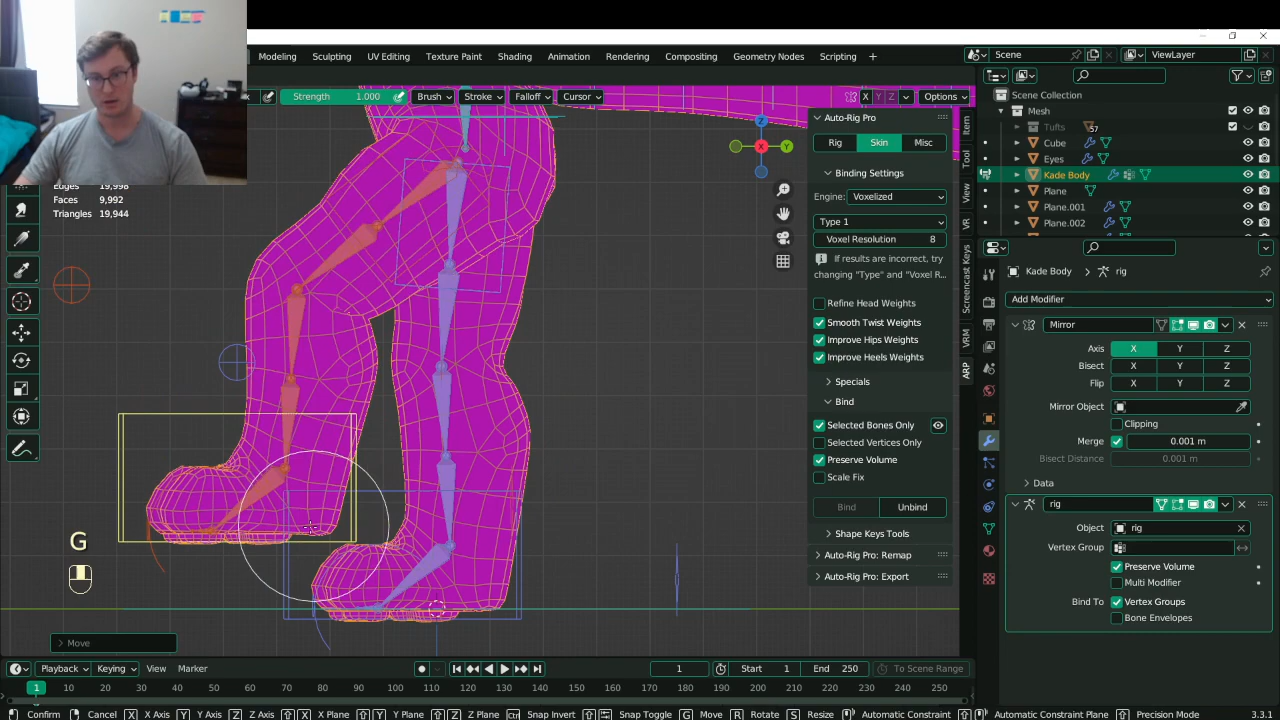 Modeling Sculpting UV Editing Texture Paint Shading Animation Rendering Compositing Geometry Nodes Scripting + Scene ViewLayer
Strength 1.000 Brush Stroke Falloff Cursor X Y Z Options
Scene Collection
Mesh
Tufts 57
Cube
Eyes
Kade Body
Plane
Plane.001
Plane.002
Edges 19,998
Faces 9,992
Triangles 19,944
Z
Y
X
Auto-Rig Pro
Rig Skin Misc
Binding Settings
Engine: Voxelized
Type 1
Voxel Resolution 8
If results are incorrect, try
changing "Type" and "Voxel R...
Refine Head Weights
Smooth Twist Weights
Improve Hips Weights
Improve Heels Weights
Specials
Bind
Selected Bones Only
Selected Vertices Only
Preserve Volume
Scale Fix
Bind Unbind
Shape Keys Tools
Auto-Rig Pro: Remap
Auto-Rig Pro: Export
Item
Tool
View
VR
Screencast Keys
VRM
ARP
Kade Body rig
Add Modifier
Mirror
Axis X Y Z
Bisect X Y Z
Flip X Y Z
Mirror Object
Clipping
Merge 0.001 m
Bisect Distance 0.001 m
Data
rig
Object rig
Vertex Group
Preserve Volume
Multi Modifier
Bind To Vertex Groups
Bone Envelopes
G
Move
Playback Keying View Marker 1 Start 1 End 250 To Scene Range
1 10 20 30 40 50 60 70 80 90 100 110 120 130 140 150 160 170 180 190 200 210 220 230 240 250
Confirm Cancel X X Axis Y Y Axis Z Z Axis X X Plane Y Y Plane Z Z Plane Ctrl Snap Invert Snap Toggle G Move R Rotate S Resize Automatic Constraint Automatic Constraint Plane Precision Mode 3.3.1